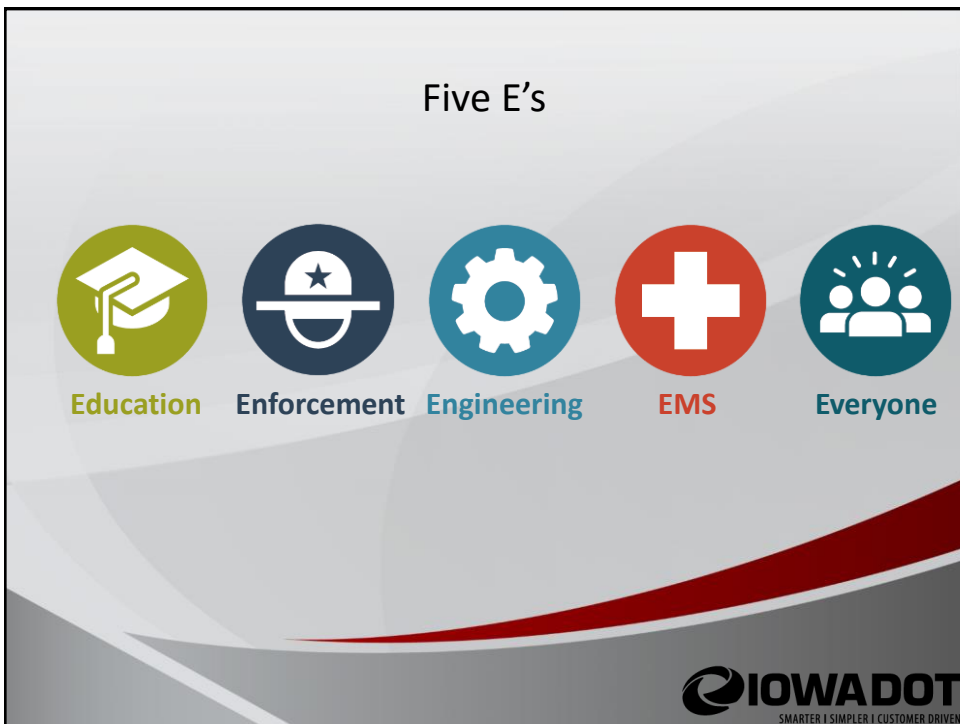 Five E’s
Education Enforcement Engineering EMS Everyone
IOWADOT
SMARTER I SIMPLER I CUSTOMER DRIVEN